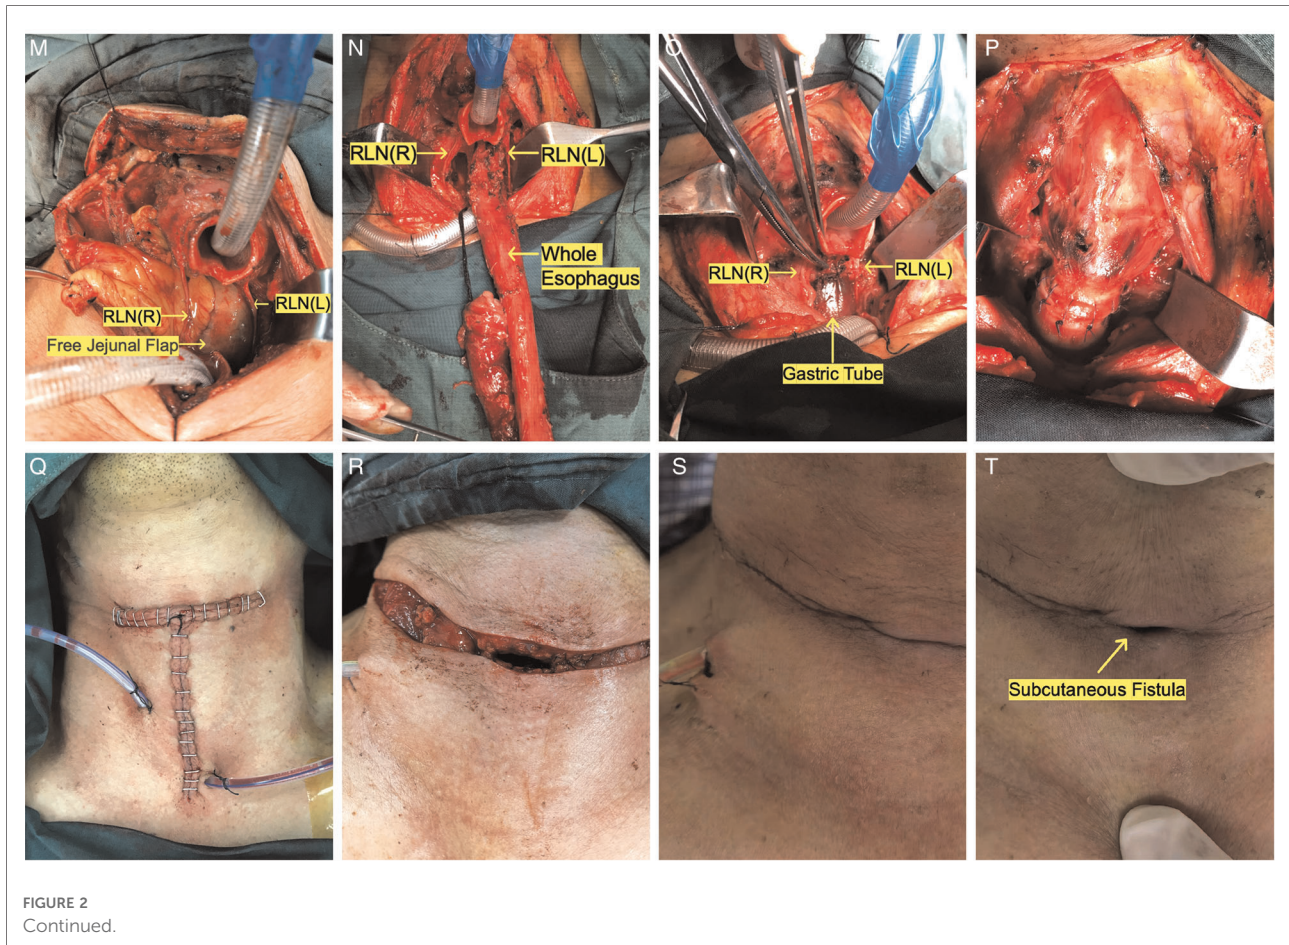 M
N
O
P
RLN(R)
RLN(L)
RLN(R)
RLN(L)
RLN(R)
RLN(L)
Free Jejunal Flap
Whole
Esophagus
Gastric Tube
Q
R
S
T
Subcutaneous Fistula
FIGURE 2
Continued.